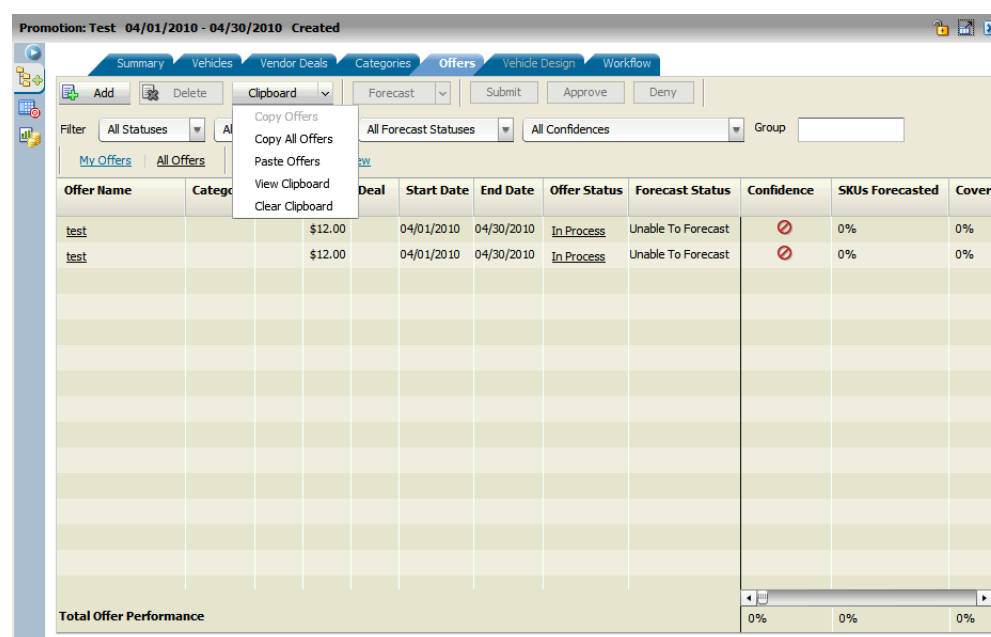 Promotion: Test 04/01/2010 - 04/30/2010 Created
Summary Vehicles Vendor Deals Categories Offers Vehicle Design Workflow
Add Delete Clipboard Forecast Submit Approve Deny
Filter All Statuses All Forecast Statuses All Confidences Group
Copy Offers
Copy All Offers
Paste Offers
View Clipboard
Clear Clipboard
My Offers All Offers
Offer Name Deal Start Date End Date Offer Status Forecast Status Confidence SKUs Forecasted
test $12.00 04/01/2010 04/30/2010 In Process Unable To Forecast 0% 0%
test $12.00 04/01/2010 04/30/2010 In Process Unable To Forecast 0% 0%
Total Offer Performance 0% 0% 0%